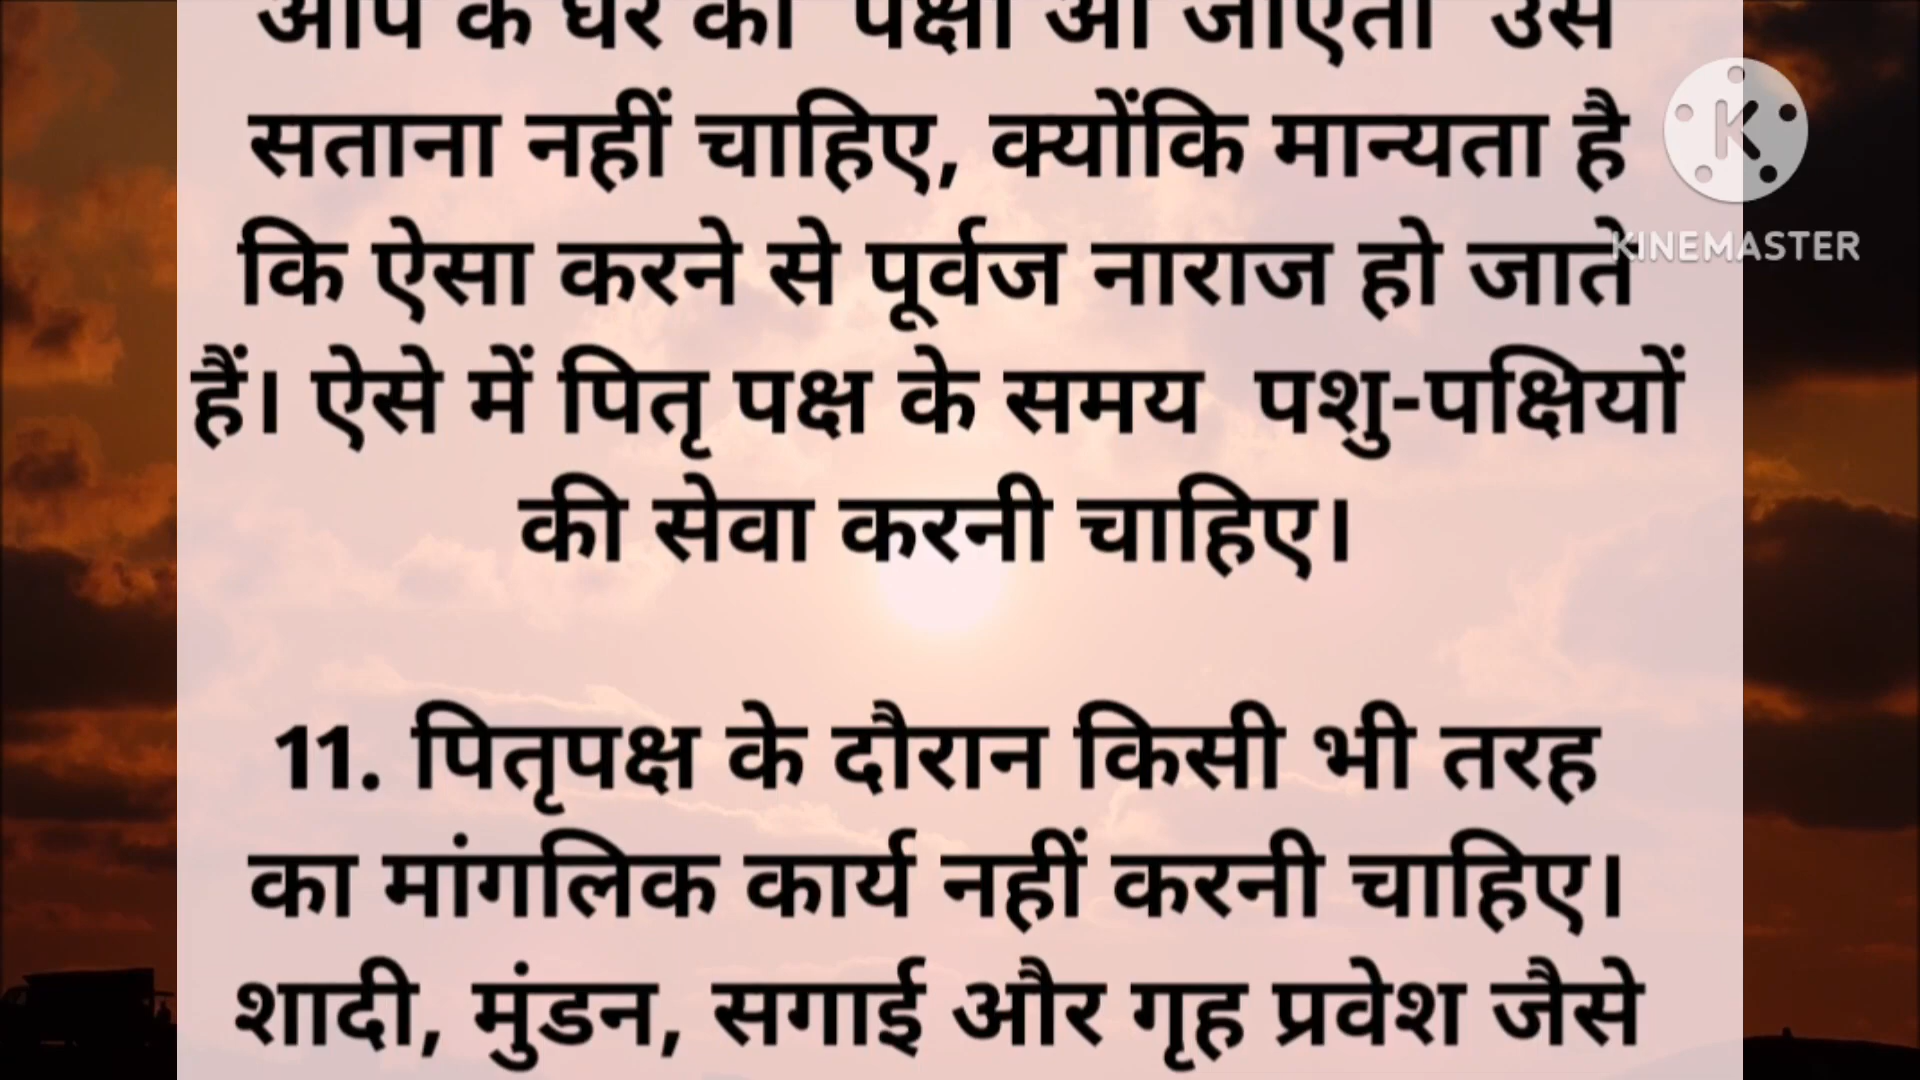 आप के घर को पक्षी आ जाएतो उसे
सताना नहीं चाहिए, क्योंकि मान्यता है
कि ऐसा करने से पूर्वज नाराज हो जाते
हैं। ऐसे में पितृ पक्ष के समय पशु-पक्षियों
की सेवा करनी चाहिए।
11. पितृपक्ष के दौरान किसी भी तरह
का मांगलिक कार्य नहीं करनी चाहिए।
शादी, मुंडन, सगाई और गृह प्रवेश जैसे
K
KINEMASTER